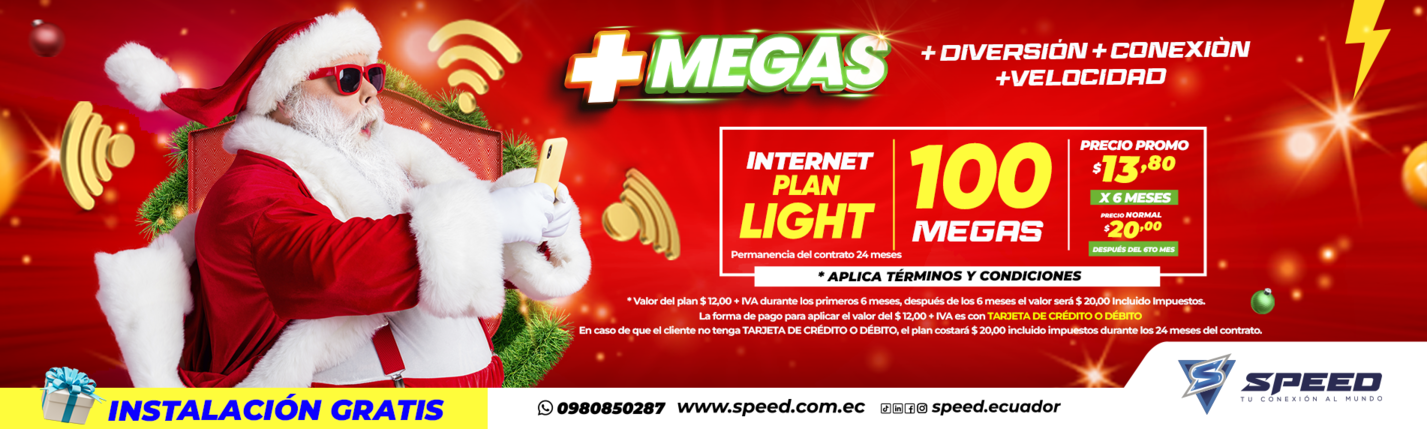 +MEGAS
+ DIVERSIÓN + CONEXIÒN
+VELOCIDAD
INTERNET
PLAN
LIGHT
100
MEGAS
PRECIO PROMO
$13,80
X 6 MESES
PRECIO NORMAL
$20,00
DESPUÉS DEL 6TO MES
Permanencia del contrato 24 meses
* APLICA TÉRMINOS Y CONDICIONES
* Valor del plan $ 12,00 + IVA durante los primeros 6 meses, después de los 6 meses el valor será $ 20,00 Incluido Impuestos.
La forma de pago para aplicar el valor del $ 12,00 + IVA es con TARJETA DE CRÉDITO O DÉBITO
En caso de que el cliente no tenga TARJETA DE CRÉDITO O DÉBITO, el plan costará $ 20,00 incluido impuestos durante los 24 meses del contrato.
INSTALACIÓN GRATIS
0980850287 www.speed.com.ec speed.ecuador
SPEED
TU CONEXIÓN AL MUNDO